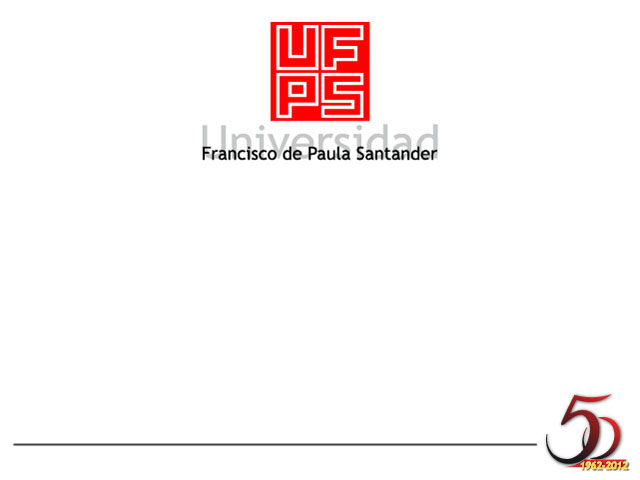 UF
PS
Universidad
Francisco de Paula Santander
50
1962-2012